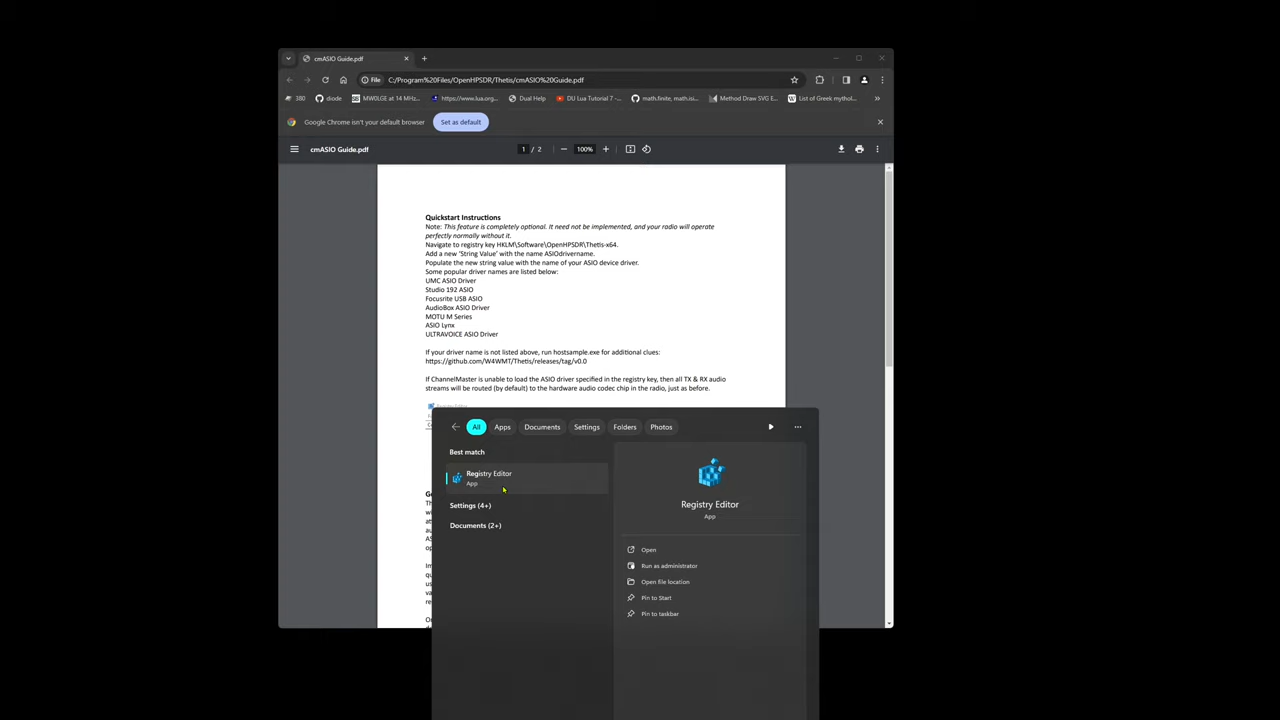 cmASIO Guide.pdf
File
C:/Program%20Files/OpenHPSDR/Thetis/cmASIO%20Guide.pdf
380
diode
MW0LGE at 14 MHz...
https://www.lua.org...
Dual Help
DU Lua Tutorial 7 -...
math.finite, math.is...
Method Draw SVG E...
List of Greek mythol...
Google Chrome isn't your default browser
Set as default
cmASIO Guide.pdf
1 / 2
100%
Quickstart Instructions
Note: This feature is completely optional. It need not be implemented, and your radio will operate
perfectly normally without it.
Navigate to registry key HKLM\Software\OpenHPSDR\Thetis-x64.
Add a new 'String Value' with the name ASIOdrivername.
Populate the new string value with the name of your ASIO device driver.
Some popular driver names are listed below:
UMC ASIO Driver
Studio 192 ASIO
Focusrite USB ASIO
AudioBox ASIO Driver
MOTU M Series
ASIO Lynx
ULTRAVOICE ASIO Driver
If your driver name is not listed above, run hostsample.exe for additional clues:
https://github.com/W4WMT/Thetis/releases/tag/v0.0
If ChannelMaster is unable to load the ASIO driver specified in the registry key, then all TX & RX audio
streams will be routed (by default) to the hardware audio codec chip in the radio, just as before.
Registry Editor
All
Apps
Documents
Settings
Folders
Photos
Best match
Registry Editor
App
Settings (4+)
Documents (2+)
Registry Editor
App
Open
Run as administrator
Open file location
Pin to Start
Pin to taskbar